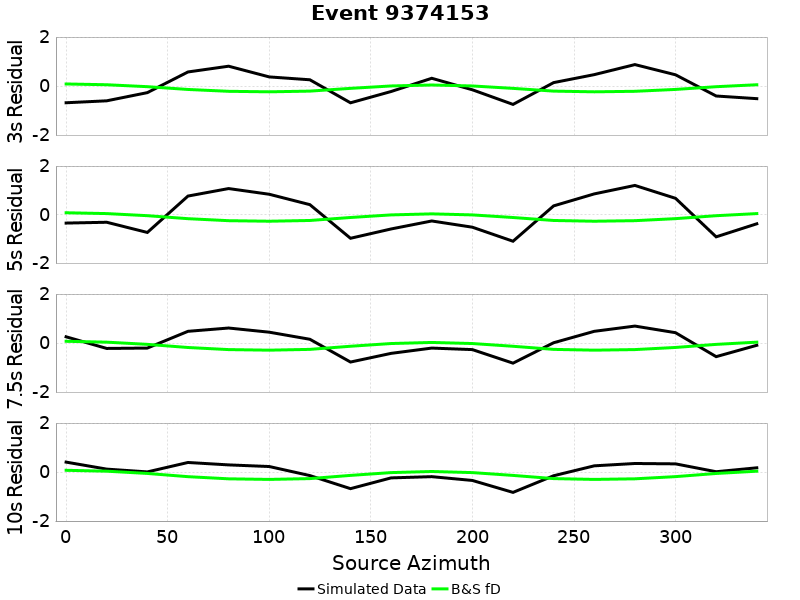 Event 9374153
3s Residual
2
0
-2
5s Residual
2
0
-2
7.5s Residual
2
0
-2
10s Residual
2
0
-2
0 50 100 150 200 250 300
Source Azimuth
Simulated Data B&S fD